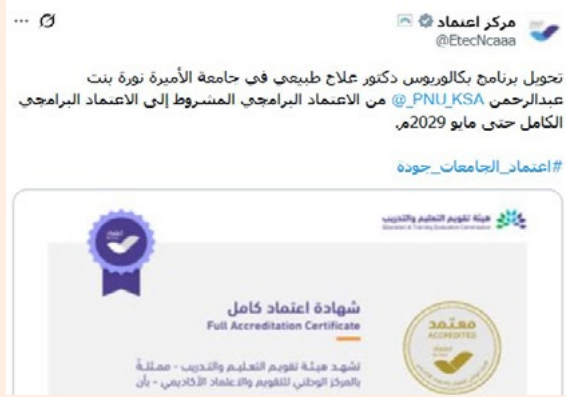 مركز اعتماد
@EtecNcaaa
تحويل برنامج بكالوريوس دكتور علاج طبيعي في جامعة الأميرة نورة بنت
عبدالرحمن @_PNU_KSA من الاعتماد البرامجي المشروط إلى الاعتماد البرامجي
الكامل حتى مايو 2029م.
#اعتماد_الجامعات_جودة
هيئة تقويم التعليم والتدريب
Education & Training Evaluation Commission
شهادة اعتماد كامل
Full Accreditation Certificate
معتمد
ACCREDITED
تشهد هيئة تقويم التعليم والتدريب - ممثلةً
بالمركز الوطني للتقويم والاعتماد الأكاديمي - بأن